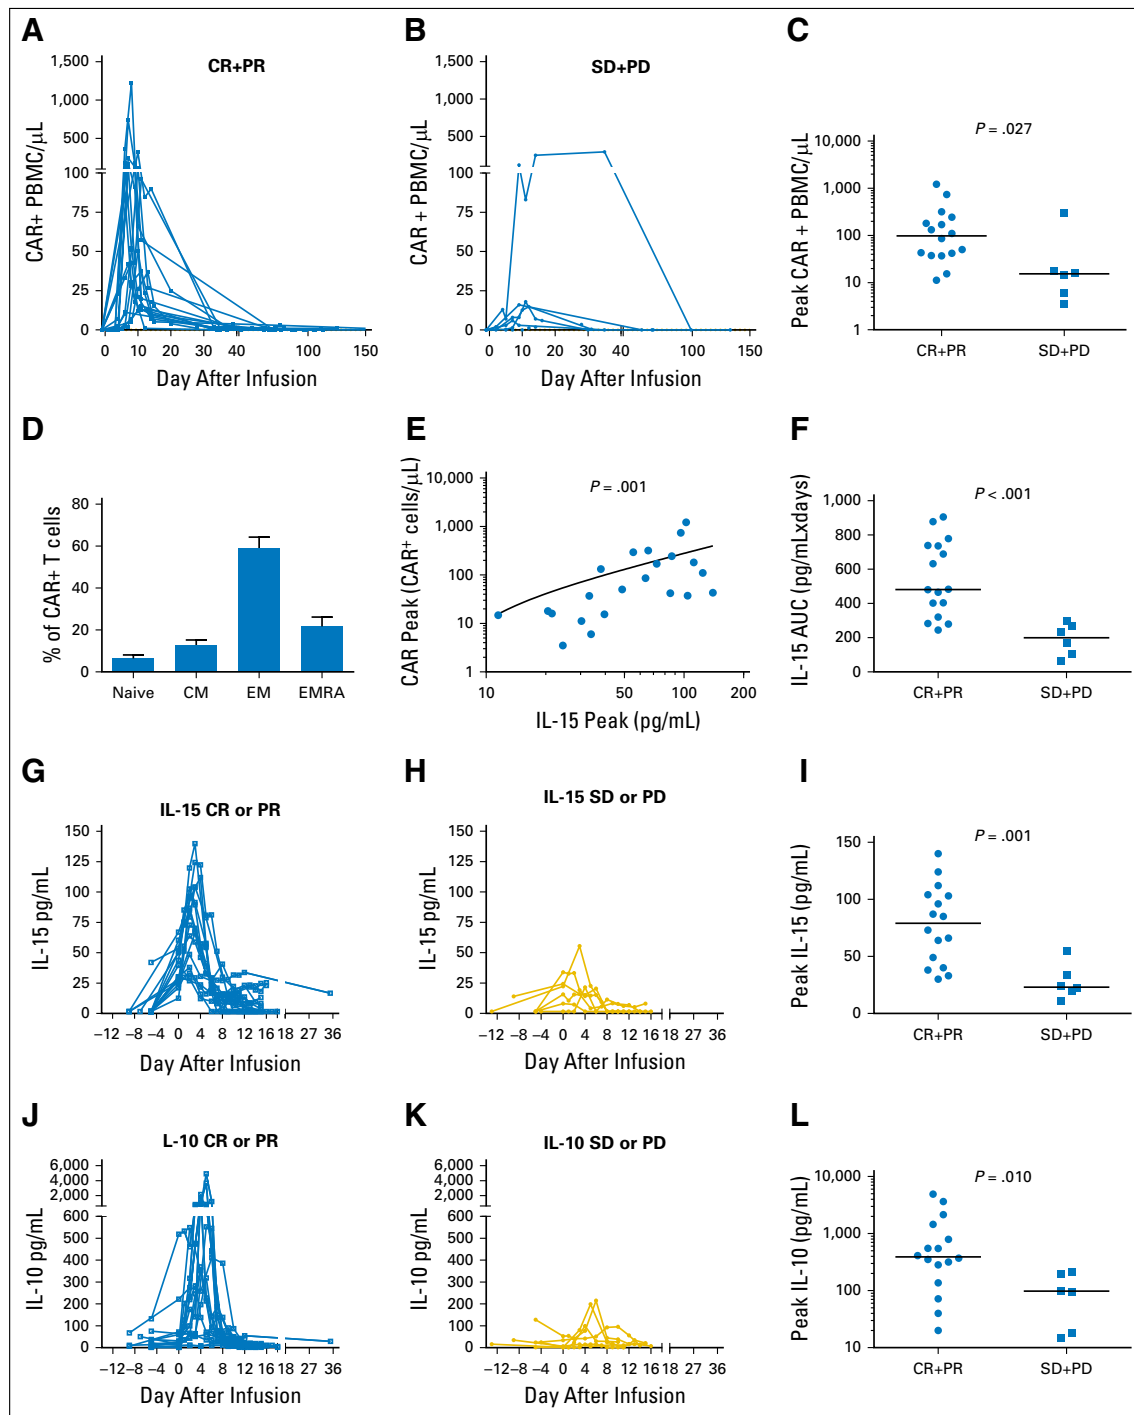 A
CR+PR
CAR+ PBMC/µL
1,500
1,000
500
100
75
50
25
0
0 10 20 30 40 100 150
Day After Infusion
B
SD+PD
CAR + PBMC/µL
1,500
1,000
500
100
75
50
25
0
0 10 20 30 40 100 150
Day After Infusion
C
P = .027
Peak CAR + PBMC/µL
10,000
1,000
100
10
1
CR+PR SD+PD
D
% of CAR+ T cells
80
60
40
20
0
Naive CM EM EMRA
E
P = .001
CAR Peak (CAR+ cells/µL)
10,000
1,000
100
10
1
10 50 100 200
IL-15 Peak (pg/mL)
F
P < .001
IL-15 AUC (pg/mLxdays)
1,000
800
600
400
200
0
CR+PR SD+PD
G
IL-15 CR or PR
IL-15 pg/mL
150
125
100
75
50
25
0
–12 –8 –4 0 4 8 12 16 18 27 36
Day After Infusion
H
IL-15 SD or PD
IL-15 pg/mL
150
125
100
75
50
25
0
–12 –8 –4 0 4 8 12 16 18 27 36
Day After Infusion
I
P = .001
Peak IL-15 (pg/mL)
150
100
50
0
CR+PR SD+PD
J
L-10 CR or PR
IL-10 pg/mL
6,000
4,000
2,000
600
500
400
300
200
100
0
–12 –8 –4 0 4 8 12 16 18 27 36
Day After Infusion
K
IL-10 SD or PD
IL-10 pg/mL
6,000
4,000
2,000
600
500
400
300
200
100
0
–12 –8 –4 0 4 8 12 16 18 27 36
Day After Infusion
L
P = .010
Peak IL-10 (pg/mL)
10,000
1,000
100
10
CR+PR SD+PD